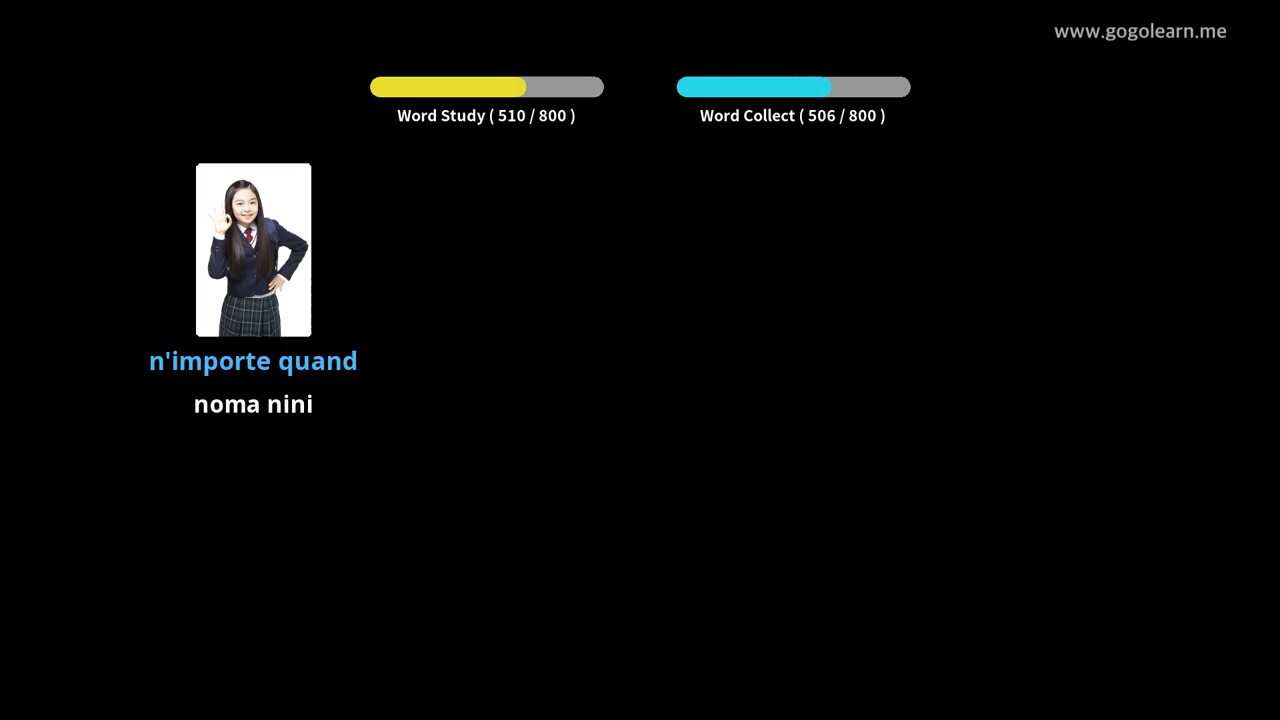 www.gogolearn.me
Word Study ( 510 / 800 )
Word Collect ( 506 / 800 )
n'importe quand
noma nini